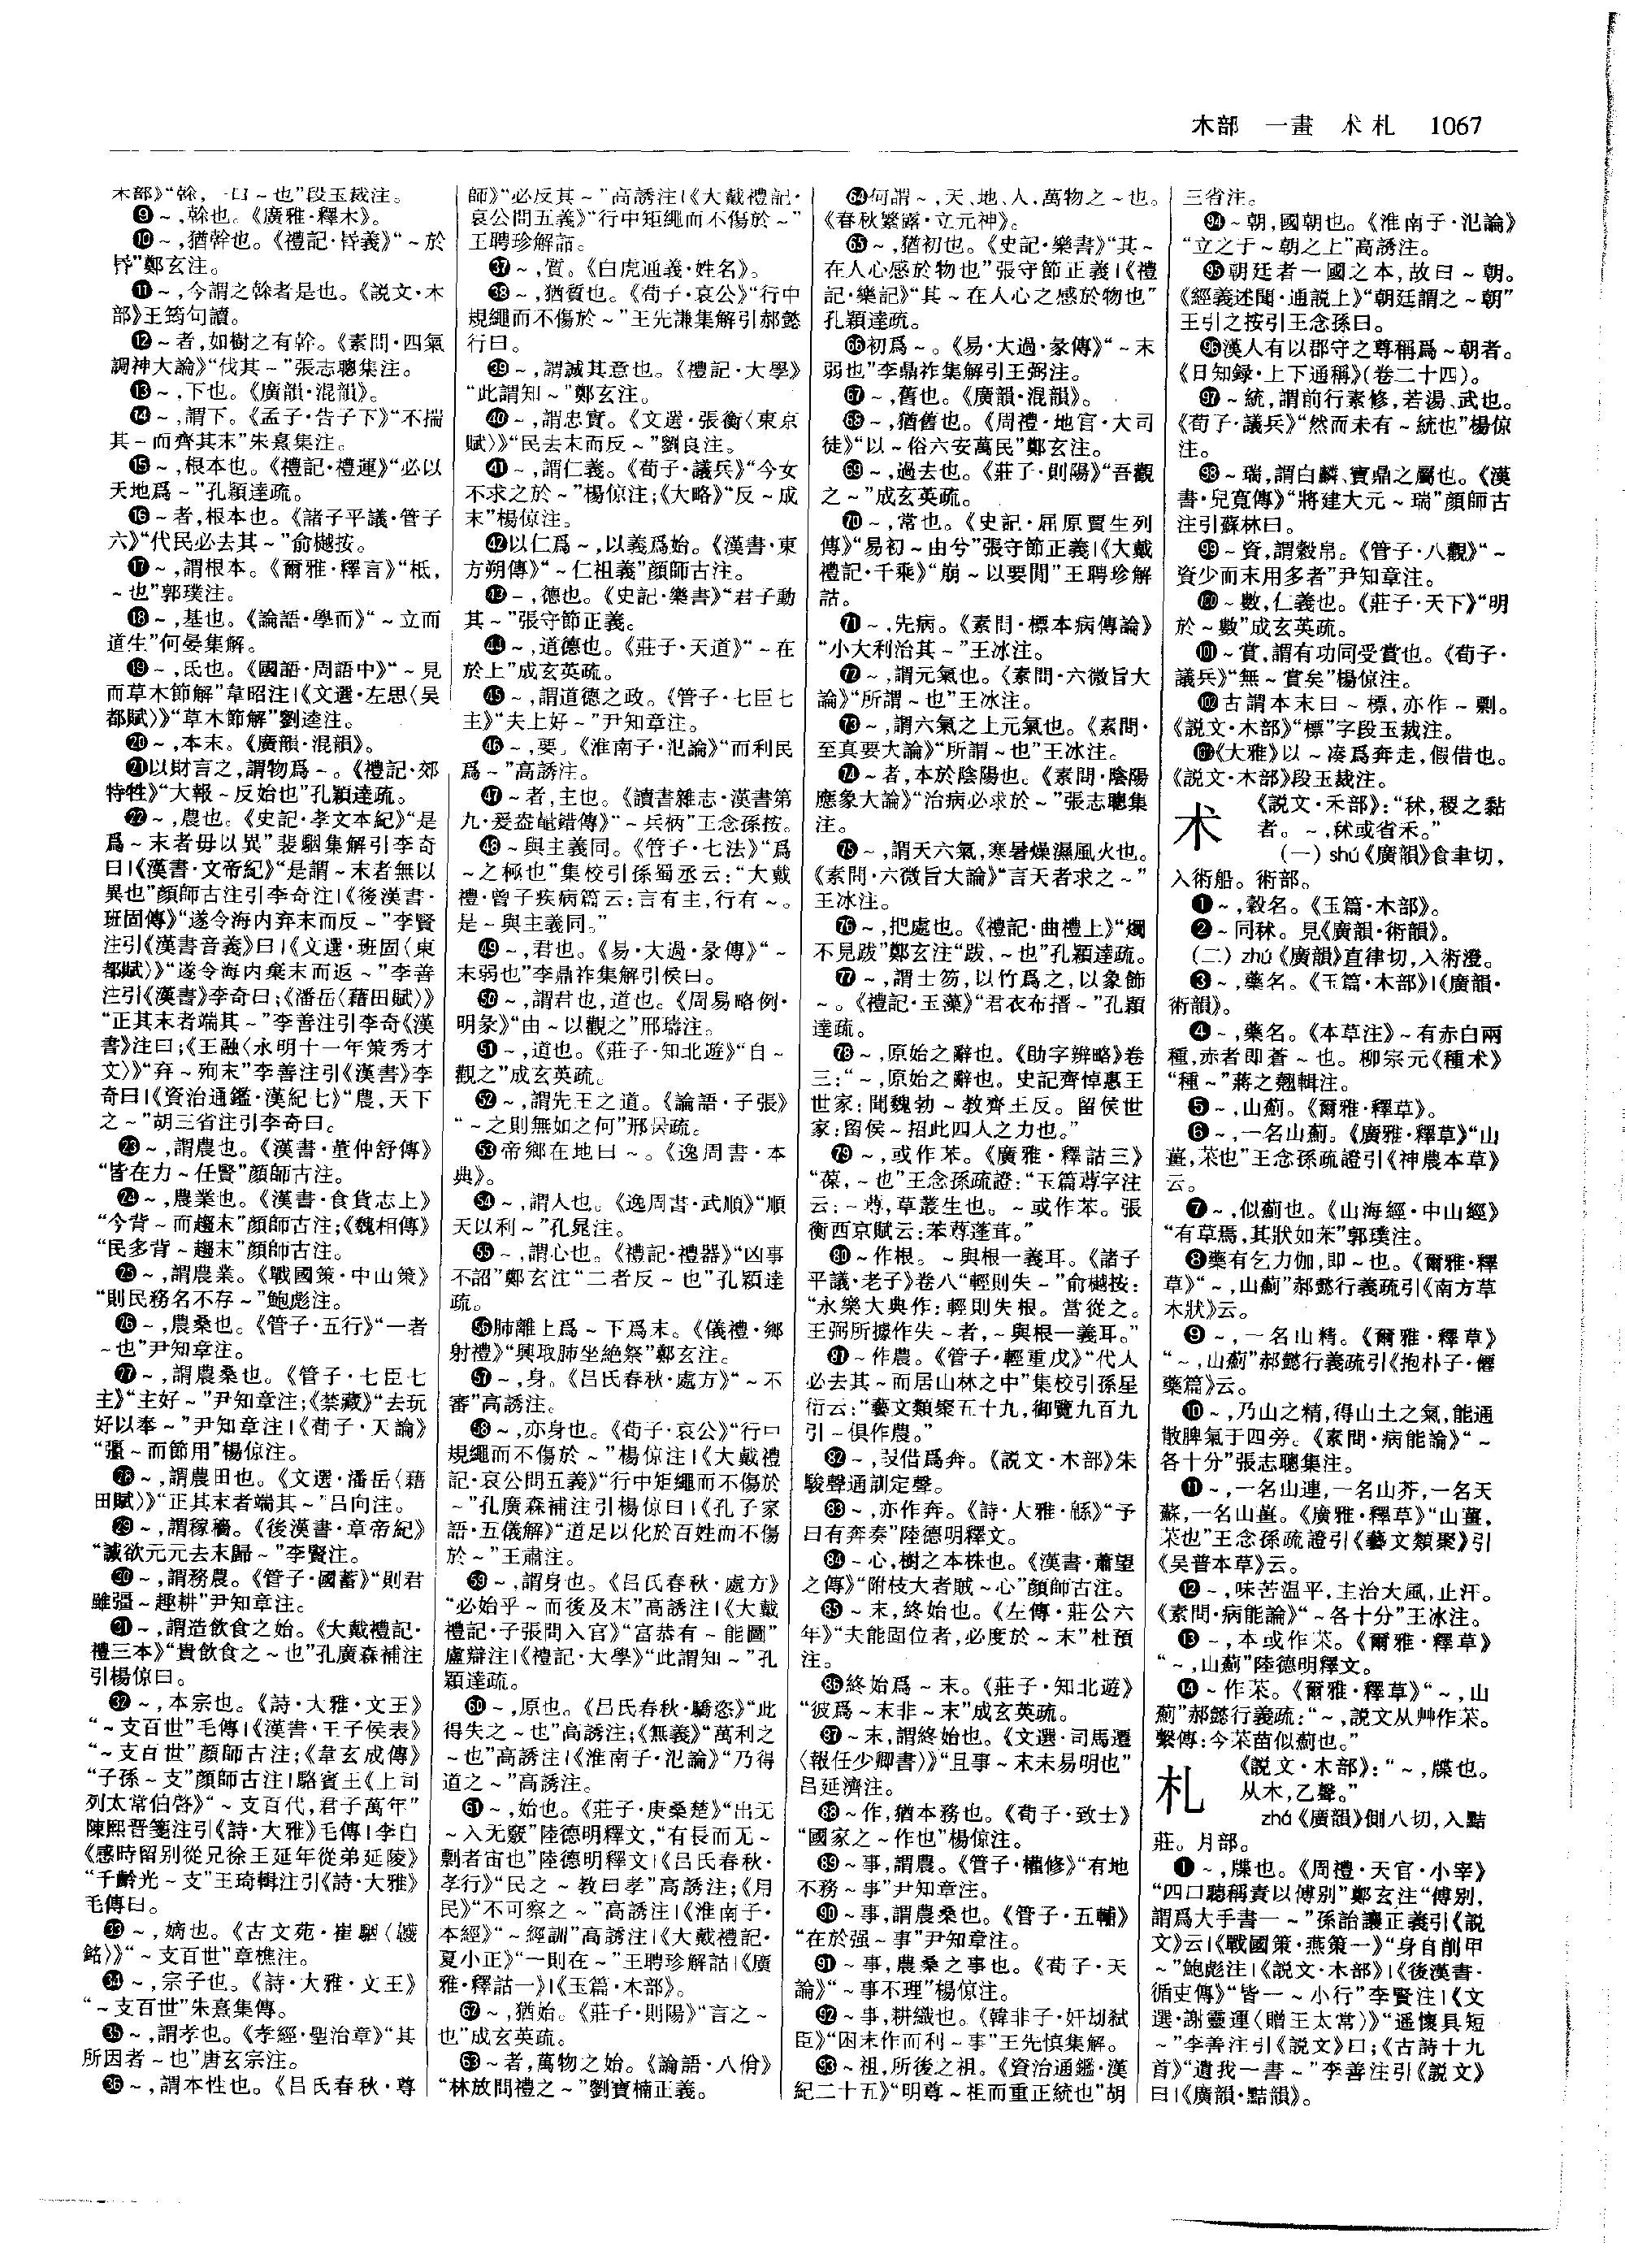 木部　一畫　术札　1067
木部》“榦，一曰～也”段玉裁注。
❾～,幹也。《廣雅·釋木》。
❿～,猶幹也。《禮記·昏義》“～於
昏”鄭玄注。
⓫～,今謂之榦者是也。《説文·木
部》王筠句讀。
⓬～者,如樹之有幹。《素問·四氣
調神大論》“伐其～”張志聰集注。
⓭～,下也。《廣韻·混韻》。
⓮～,謂下。《孟子·告子下》“不揣
其～而齊其末”朱熹集注。
⓯～,根本也。《禮記·禮運》“必以
天地爲～”孔穎達疏。
⓰～者,根本也。《諸子平議·管子
六》“代民必去其～”俞樾按。
⓱～,謂根本。《爾雅·釋言》“柢,
～也”郭璞注。
⓲～,基也。《論語·學而》“～立而
道生”何晏集解。
⓳～,氐也。《國語·周語中》“～見
而草木節解”韋昭注|《文選·左思〈吴
都賦〉》“草木節解”劉逵注。
⓴～,本末。《廣韻·混韻》。
㉑以財言之,謂物爲～。《禮記·郊
特牲》“大報～反始也”孔穎達疏。
㉒～,農也。《史記·孝文本紀》“是
爲～末者毋以異”裴駰集解引李奇
曰|《漢書·文帝紀》“是謂～末者無以
異也”顔師古注引李奇注|《後漢書·
班固傳》“遂令海内弃末而反～”李賢
注引《漢書音義》曰|《文選·班固〈東
都賦〉》“遂令海内棄末而返～”李善
注引《漢書》李奇曰;《潘岳〈藉田賦〉》
“正其末者端其～”李善注引李奇《漢
書》注曰;《王融〈永明十一年策秀才
文〉》“弃～殉末”李善注引《漢書》李
奇曰|《資治通鑑·漢紀七》“農,天下
之～”胡三省注引李奇曰。
㉓～,謂農也。《漢書·董仲舒傳》
“皆在力～任賢”顔師古注。
㉔～,農業也。《漢書·食貨志上》
“今背～而趨末”顔師古注;《魏相傳》
“民多背～趨末”顔師古注。
㉕～,謂農業。《戰國策·中山策》
“則民務名不存～”鮑彪注。
㉖～,農桑也。《管子·五行》“一者
～也”尹知章注。
㉗～,謂農桑也。《管子·七臣七
主》“主好～”尹知章注;《禁藏》“去玩
好以奉～”尹知章注|《荀子·天論》
“彊～而節用”楊倞注。
㉘～,謂農田也。《文選·潘岳〈藉
田賦〉》“正其末者端其～”吕向注。
㉙～,謂稼穡。《後漢書·章帝紀》
“誠欲元元去末歸～”李賢注。
㉚～,謂務農。《管子·國蓄》“則君
雖彊～趣耕”尹知章注。
㉛～,謂造飲食之始。《大戴禮記·
禮三本》“貴飲食之～也”孔廣森補注
引楊倞曰。
㉜～,本宗也。《詩·大雅·文王》
“～支百世”毛傳|《漢書·王子侯表》
“～支百世”顔師古注;《韋玄成傳》
“子孫～支”顔師古注|駱賓王《上司
列太常伯啓》“～支百代,君子萬年”
陳熙晉箋注引《詩·大雅》毛傳|李白
《感時留别從兄徐王延年從弟延陵》
“千齡光～支”王琦輯注引《詩·大雅》
毛傳曰。
㉝～,嫡也。《古文苑·崔駰〈
銘〉》“～支百世”章樵注。
㉞～,宗子也。《詩·大雅·文王》
“～支百世”朱熹集傳。
㉟～,謂孝也。《孝經·聖治章》“其
所因者～也”唐玄宗注。
㊱～,謂本性也。《吕氏春秋·尊
師》“必反其～”高誘注|《大戴禮記·
哀公問五義》“行中矩繩而不傷於～”
王聘珍解詁。
㊲～,質。《白虎通義·姓名》。
㊳～,猶質也。《荀子·哀公》“行中
規繩而不傷於～”王先謙集解引郝懿
行曰。
㊴～,謂誠其意也。《禮記·大學》
“此謂知～”鄭玄注。
㊵～,謂忠實。《文選·張衡〈東京
賦〉》“民去末而反～”劉良注。
㊶～,謂仁義。《荀子·議兵》“今女
不求之於～”楊倞注;《大略》“反～成
末”楊倞注。
㊷以仁爲～,以義爲始。《漢書·東
方朔傳》“～仁祖義”顔師古注。
㊸～,德也。《史記·樂書》“君子動
其～”張守節正義。
㊹～,道德也。《莊子·天道》“～在
於上”成玄英疏。
㊺～,謂道德之政。《管子·七臣七
主》“夫上好～”尹知章注。
㊻～,要。《淮南子·氾論》“而利民
爲～”高誘注。
㊼～者,主也。《讀書雜志·漢書第
九·爰盎鼂錯傳》“～兵柄”王念孫按。
㊽～與主義同。《管子·七法》“爲
～之極也”集校引孫蜀丞云:“大戴
禮·曾子疾病篇云:言有主,行有～。
是～與主義同。”
㊾～,君也。《易·大過·彖傳》“～
末弱也”李鼎祚集解引侯曰。
㊿～,謂君也,道也。《周易略例·
明彖》“由～以觀之”邢璹注。
51～,道也。《莊子·知北遊》“自～
觀之”成玄英疏。
52～,謂先王之道。《論語·子張》
“～之則無如之何”邢昺疏。
53帝鄉在地曰～。《逸周書·本
典》。
54～,謂人也。《逸周書·武順》“順
天以利～”孔晁注。
55～,謂心也。《禮記·禮器》“凶事
不詔”鄭玄注“二者反～也”孔穎達
疏。
56肺離上爲～下爲末。《儀禮·鄉
射禮》“興取肺坐絶祭”鄭玄注。
57～,身。《吕氏春秋·處方》“～不
審”高誘注。
58～,亦身也。《荀子·哀公》“行中
規繩而不傷於～”楊倞注|《大戴禮
記·哀公問五義》“行中矩繩而不傷於
～”孔廣森補注引楊倞曰|《孔子家
語·五儀解》“道足以化於百姓而不傷
於～”王肅注。
59～,謂身也。《吕氏春秋·處方》
“必始乎～而後及末”高誘注|《大戴
禮記·子張問入官》“富恭有～能圖”
盧辯注|《禮記·大學》“此謂知～”孔
穎達疏。
60～,原也。《吕氏春秋·驕恣》“此
得失之～也”高誘注;《無義》“萬利之
～也”高誘注|《淮南子·氾論》“乃得
道之～”高誘注。
61～,始也。《莊子·庚桑楚》“出无
～入无竅”陸德明釋文,“有長而无～
剽者宙也”陸德明釋文|《吕氏春秋·
孝行》“民之～教曰孝”高誘注;《月
民》“不可察之～”高誘注|《淮南子·
本經》“～經訓”高誘注|《大戴禮記·
夏小正》“一則在～”王聘珍解詁|《廣
雅·釋詁一》|《玉篇·木部》。
62～,猶始。《莊子·則陽》“言之～
也”成玄英疏。
63～者,萬物之始。《論語·八佾》
“林放問禮之～”劉寶楠正義。
64何謂～,天、地、人,萬物之～也。
《春秋繁露·立元神》。
65～,猶初也。《史記·樂書》“其～
在人心感於物也”張守節正義|《禮
記·樂記》“其～在人心之感於物也”
孔穎達疏。
66初爲～。《易·大過·彖傳》“～末
弱也”李鼎祚集解引王弼注。
67～,舊也。《廣韻·混韻》。
68～,猶舊也。《周禮·地官·大司
徒》“以～俗六安萬民”鄭玄注。
69～,過去也。《莊子·則陽》“吾觀
之～”成玄英疏。
70～,常也。《史記·屈原賈生列
傳》“易初～由兮”張守節正義|《大戴
禮記·千乘》“崩～以要閒”王聘珍解
詁。
71～,先病。《素問·標本病傳論》
“小大利治其～”王冰注。
72～,謂元氣也。《素問·六微旨大
論》“所謂～也”王冰注。
73～,謂六氣之上元氣也。《素問·
至真要大論》“所謂～也”王冰注。
74～者,本於陰陽也。《素問·陰陽
應象大論》“治病必求於～”張志聰集
注。
75～,謂天六氣,寒暑燥濕風火也。
《素問·六微旨大論》“言天者求之～”
王冰注。
76～,把處也。《禮記·曲禮上》“燭
不見跋”鄭玄注“跋,～也”孔穎達疏。
77～,謂士笏,以竹爲之,以象飾
～。《禮記·玉藻》“君衣布搢～”孔穎
達疏。
78～,原始之辭也。《助字辨略》卷
三:“～,原始之辭也。史記齊悼惠王
世家:聞魏勃～教齊王反。留侯世
家:留侯～招此四人之力也。”
79～,或作苯。《廣雅·釋詁三》
“葆,～也”王念孫疏證:“玉篇蓴字注
云:～蓴,草叢生也。～或作苯。張
衡西京賦云:苯蓴蓬茸。”
80～作根。～與根一義耳。《諸子
平議·老子》卷八“輕則失～”俞樾按:
“永樂大典作:輕則失根。當從之。
王弼所據作失～者,～與根一義耳。”
81～作農。《管子·輕重戊》“代人
必去其～而居山林之中”集校引孫星
衍云:“藝文類聚五十九,御覽九百九
引～俱作農。”
82～,叚借爲奔。《説文·木部》朱
駿聲通訓定聲。
83～,亦作奔。《詩·大雅·緜》“予
曰有奔奏”陸德明釋文。
84～心,樹之本株也。《漢書·蕭望
之傳》“附枝大者賊～心”顔師古注。
85～末,終始也。《左傳·莊公六
年》“夫能固位者,必度於～末”杜預
注。
86終始爲～末。《莊子·知北遊》
“彼爲～末非～末”成玄英疏。
87～末,謂終始也。《文選·司馬遷
〈報任少卿書〉》“且事～末未易明也”
吕延濟注。
88～作,猶本務也。《荀子·致士》
“國家之～作也”楊倞注。
89～事,謂農。《管子·權修》“有地
不務～事”尹知章注。
90～事,謂農桑也。《管子·五輔》
“在於强～事”尹知章注。
91～事,農桑之事也。《荀子·天
論》“～事不理”楊倞注。
92～事,耕織也。《韓非子·奸劫弑
臣》“困末作而利～事”王先慎集解。
93～祖,所後之祖。《資治通鑑·漢
紀二十五》“明尊～祖而重正統也”胡
三省注。
94～朝,國朝也。《淮南子·氾論》
“立之于～朝之上”高誘注。
95朝廷者一國之本,故曰～朝。
《經義述聞·通説上》“朝廷謂之～朝”
王引之按引王念孫曰。
96漢人有以郡守之尊稱爲～朝者。
《日知録·上下通稱》(卷二十四)。
97～統,謂前行素修,若湯、武也。
《荀子·議兵》“然而未有～統也”楊倞
注。
98～瑞,謂白麟、寶鼎之屬也。《漢
書·兒寬傳》“將建大元～瑞”顔師古
注引蘇林曰。
99～資,謂穀帛。《管子·八觀》“～
資少而末用多者”尹知章注。
100～數,仁義也。《莊子·天下》“明
於～數”成玄英疏。
101～賞,謂有功同受賞也。《荀子·
議兵》“無～賞矣”楊倞注。
102古謂本末曰～標,亦作～剽。
《説文·木部》“標”字段玉裁注。
103《大雅》以～湊爲奔走,假借也。
《説文·木部》段玉裁注。
术　《説文·禾部》:“秫,稷之黏
者。～,秫或省禾。”
(一) shú《廣韻》食聿切,
入術船。術部。
❶～,穀名。《玉篇·木部》。
❷～同秫。見《廣韻·術韻》。
(二) zhú《廣韻》直律切,入術澄。
❸～,藥名。《玉篇·木部》|《廣韻·
術韻》。
❹～,藥名。《本草注》～有赤白兩
種,赤者即蒼～也。柳宗元《種术》
“種～”蔣之翹輯注。
❺～,山薊。《爾雅·釋草》。
❻～,一名山薊。《廣雅·釋草》“山
薑,荗也”王念孫疏證引《神農本草》
云。
❼～,似薊也。《山海經·中山經》
“有草焉,其狀如荗”郭璞注。
❽藥有乞力伽,即～也。《爾雅·釋
草》“～,山薊”郝懿行義疏引《南方草
木狀》云。
❾～,一名山精。《爾雅·釋草》
“～,山薊”郝懿行義疏引《抱朴子·僊
藥篇》云。
❿～,乃山之精,得山土之氣,能通
散脾氣于四旁。《素問·病能論》“～
各十分”張志聰集注。
⓫～,一名山連,一名山芥,一名天
蘇,一名山薑。《廣雅·釋草》“山薑,
荗也”王念孫疏證引《藝文類聚》引
《吴普本草》云。
⓬～,味苦温平,主治大風,止汗。
《素問·病能論》“～各十分”王冰注。
⓭～,本或作荗。《爾雅·釋草》
“～,山薊”陸德明釋文。
⓮～作荗。《爾雅·釋草》“～,山
薊”郝懿行義疏:“～,説文从艸作荗。
繫傳:今荗苗似薊也。”
札　《説文·木部》:“～,牒也。
从木,乙聲。”
zhá《廣韻》側八切,入黠
莊。月部。
❶～,牒也。《周禮·天官·小宰》
“四曰聽稱責以傅别”鄭玄注“傅别,
謂爲大手書一～”孫詒讓正義引《説
文》云|《戰國策·燕策一》“身自削甲
～”鮑彪注|《説文·木部》|《後漢書·
循吏傳》“皆一～小行”李賢注|《文
選·謝靈運〈贈王太常〉》“遥懷具短
～”李善注引《説文》曰;《古詩十九
首》“遺我一書～”李善注引《説文》
曰|《廣韻·黠韻》。